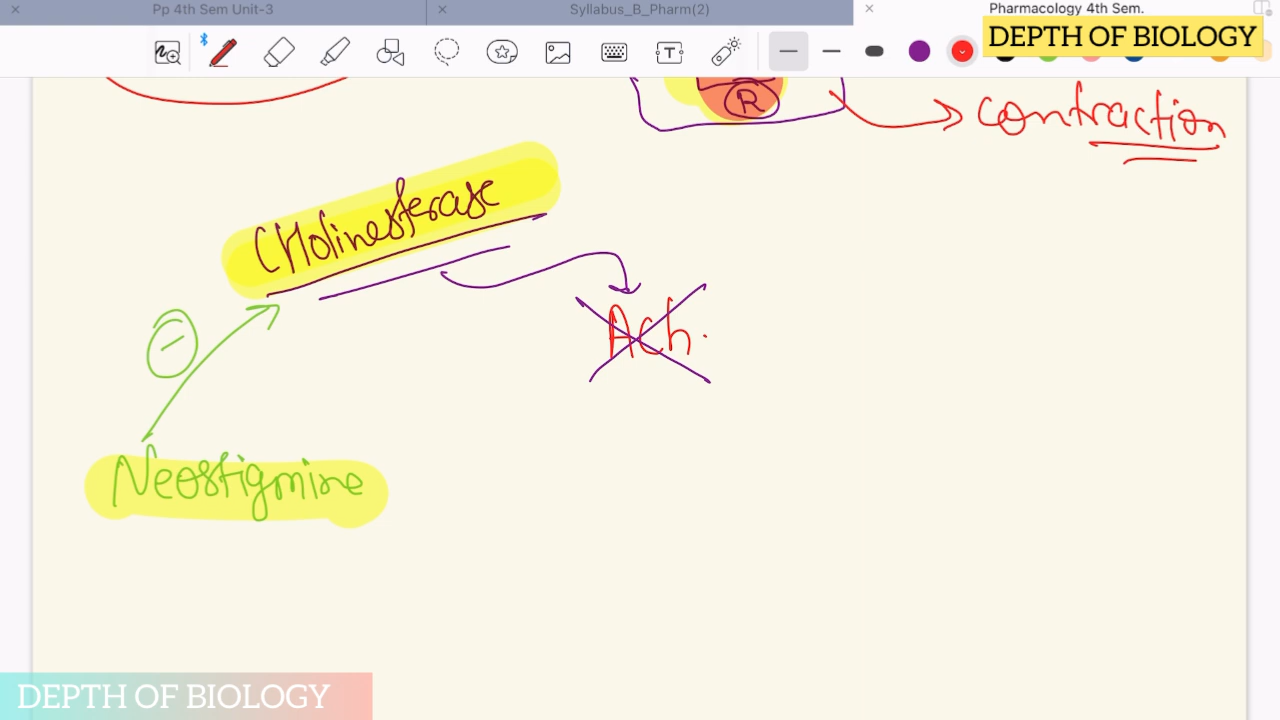 Pp 4th Sem Unit-3
Syllabus_B_Pharm(2)
Pharmacology 4th Sem.
DEPTH OF BIOLOGY
R
contraction
CHolinesterase
Ach.
Neostigmine
DEPTH OF BIOLOGY